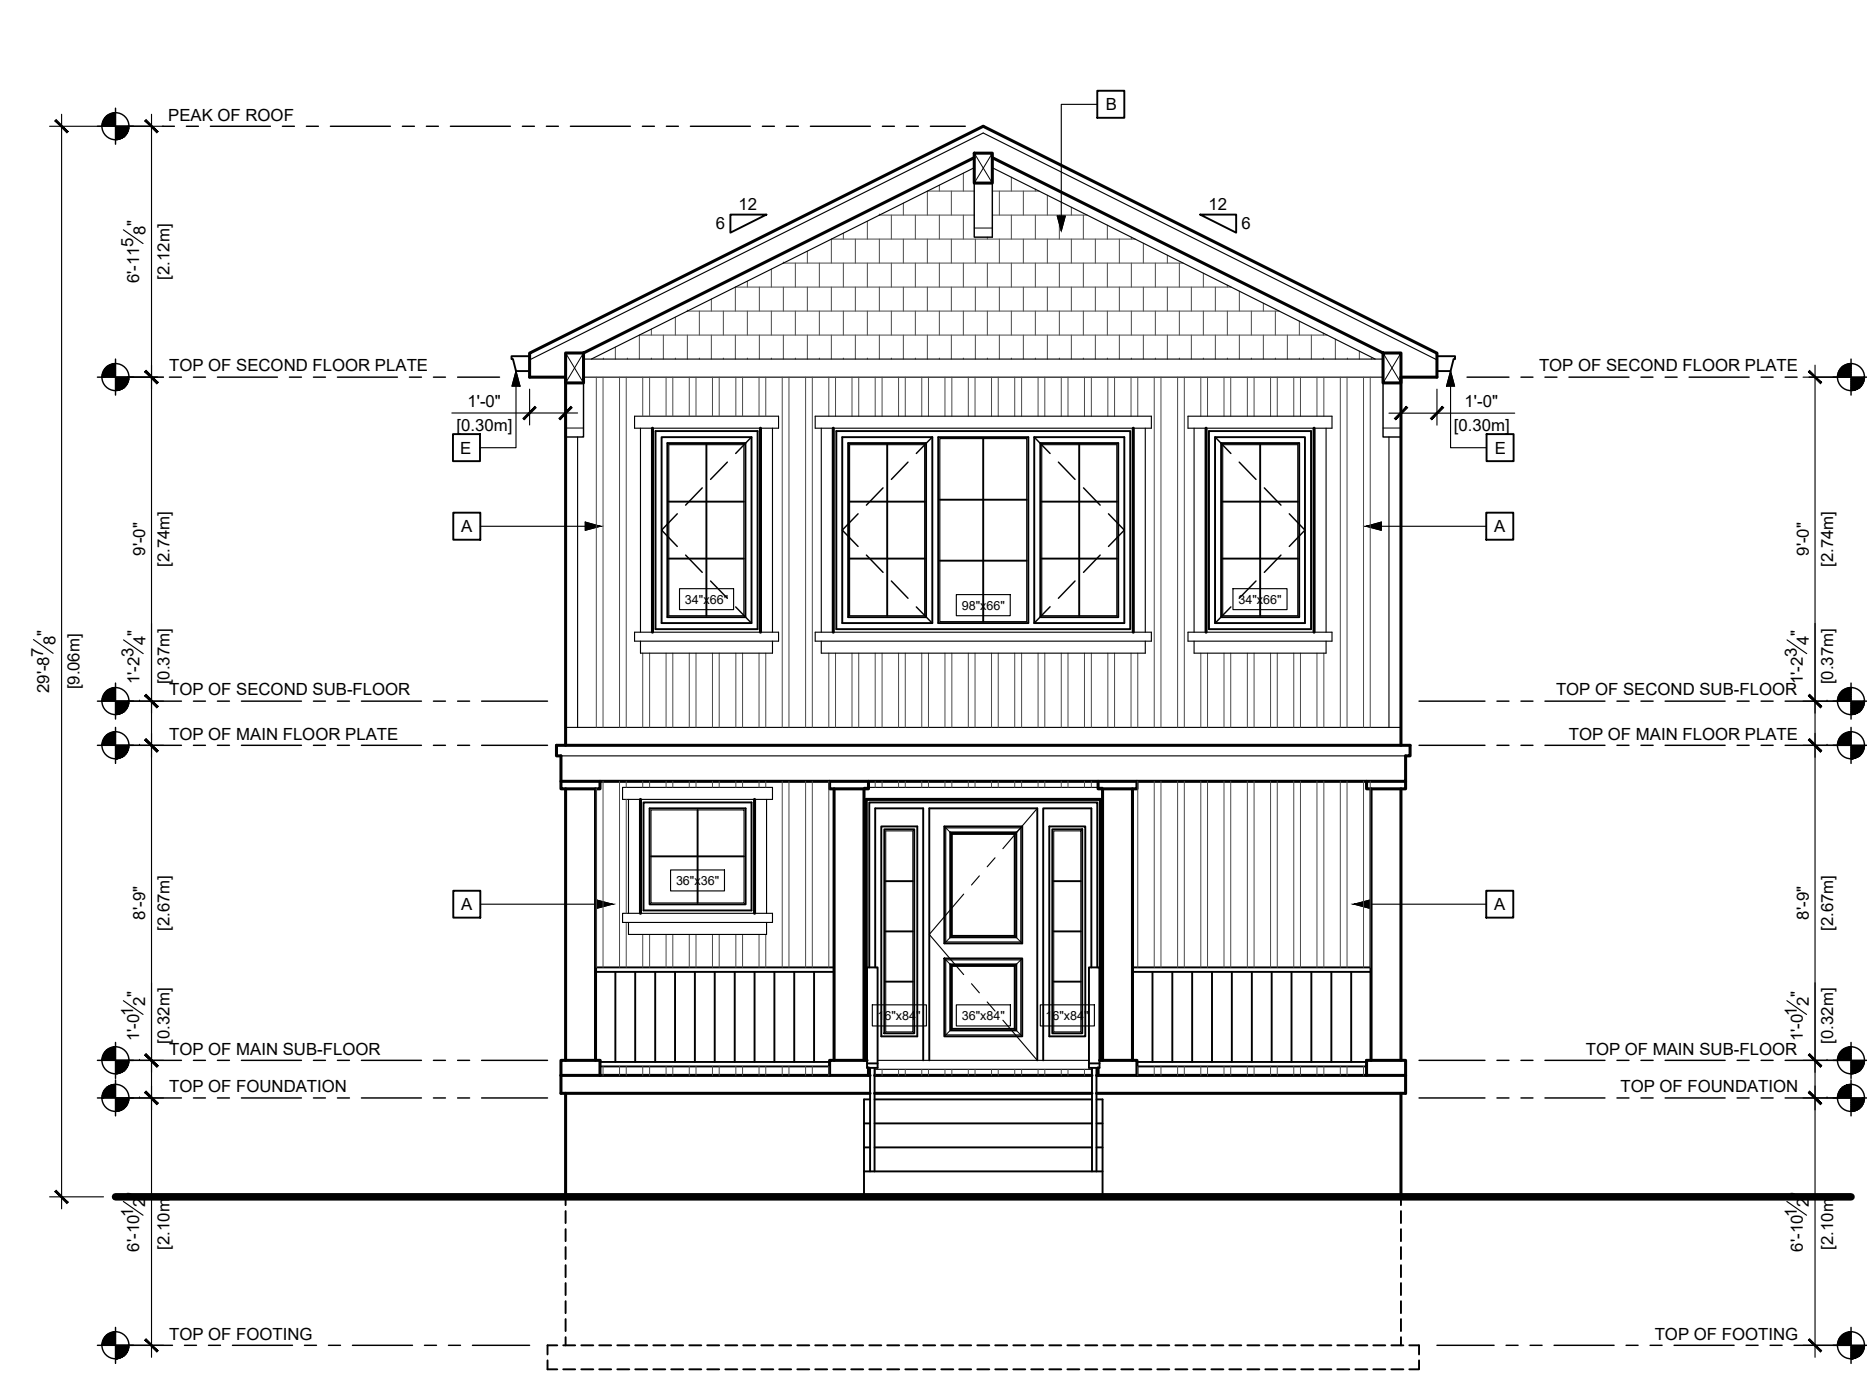 B
PEAK OF ROOF
12
6
12
6
6'-11 5/8"
[2.12m]
TOP OF SECOND FLOOR PLATE
TOP OF SECOND FLOOR PLATE
1'-0"
[0.30m]
1'-0"
[0.30m]
E
E
A
A
9'-0"
[2.74m]
9'-0"
[2.74m]
34"x66"
98"x66"
34"x66"
29'-8 7/8"
[9.06m]
1'-2 3/4"
[0.37m]
1'-2 3/4"
[0.37m]
TOP OF SECOND SUB-FLOOR
TOP OF SECOND SUB-FLOOR
TOP OF MAIN FLOOR PLATE
TOP OF MAIN FLOOR PLATE
36"x36"
A
A
8'-9"
[2.67m]
8'-9"
[2.67m]
16"x84"
36"x84"
16"x84"
1'-0 1/2"
[0.32m]
1'-0 1/2"
[0.32m]
TOP OF MAIN SUB-FLOOR
TOP OF MAIN SUB-FLOOR
TOP OF FOUNDATION
TOP OF FOUNDATION
6'-10 1/2"
[2.10m]
6'-10 1/2"
[2.10m]
TOP OF FOOTING
TOP OF FOOTING